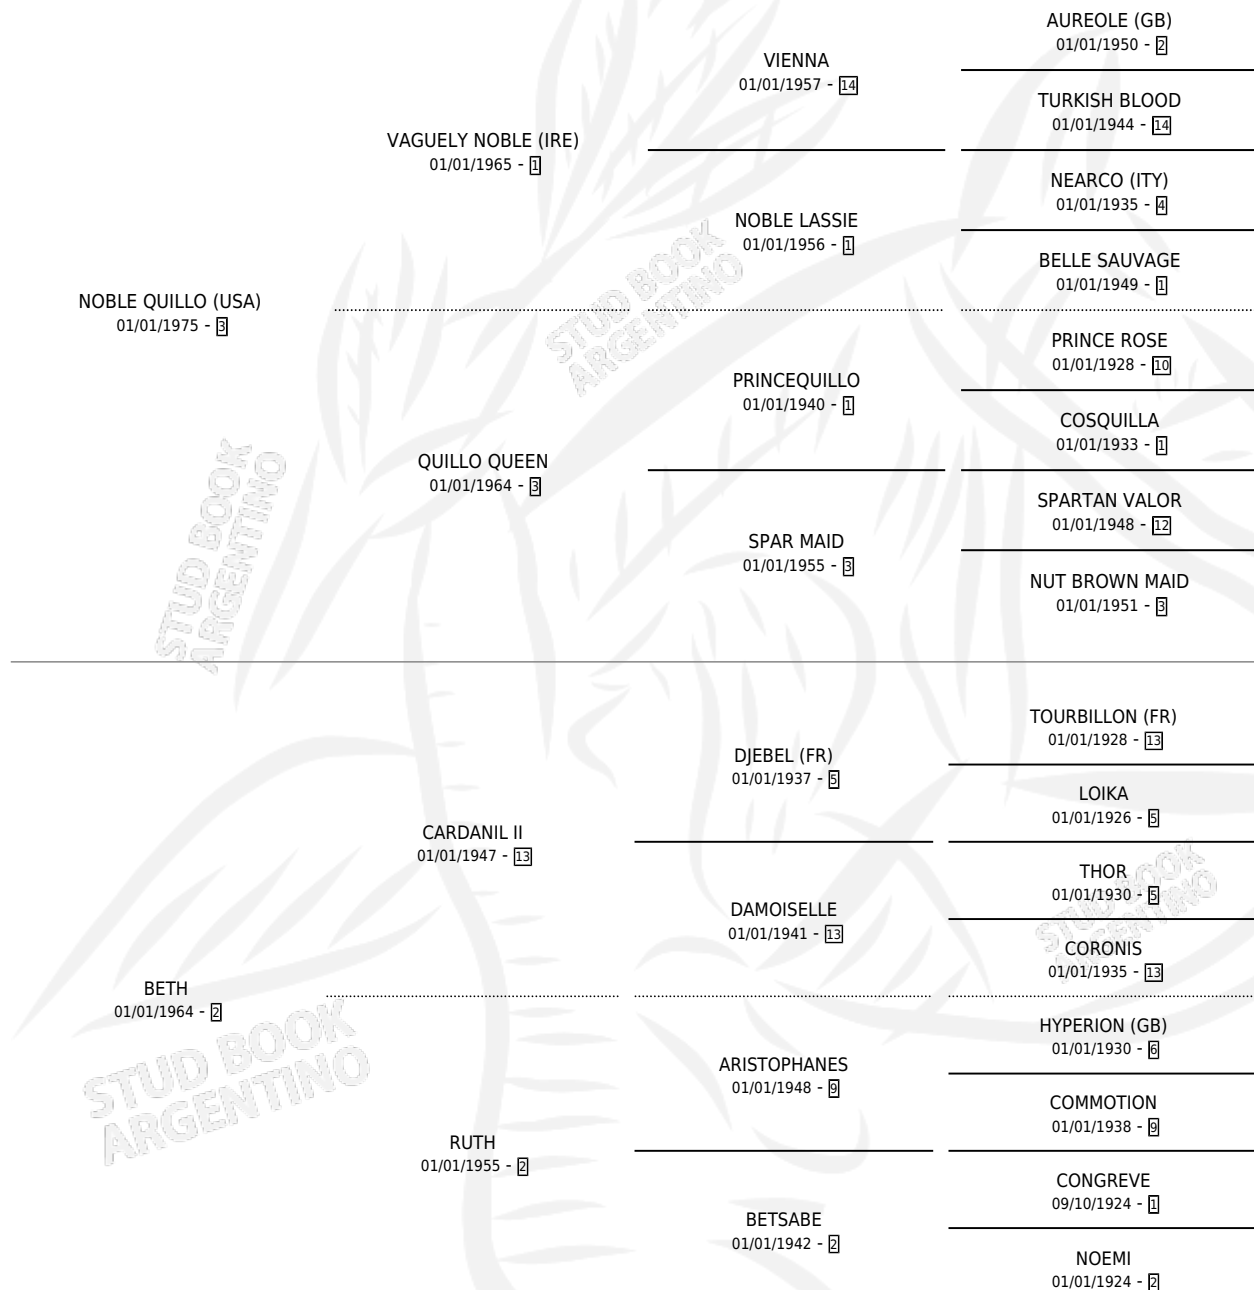 AUREOLE (GB)
01/01/1950 - 2
VIENNA
01/01/1957 - 14
TURKISH BLOOD
01/01/1944 - 14
VAGUELY NOBLE (IRE)
01/01/1965 - 1
NEARCO (ITY)
01/01/1935 - 4
NOBLE LASSIE
01/01/1956 - 1
BELLE SAUVAGE
01/01/1949 - 1
NOBLE QUILLO (USA)
01/01/1975 - 3
PRINCE ROSE
01/01/1928 - 10
PRINCEQUILLO
01/01/1940 - 1
COSQUILLA
01/01/1933 - 1
QUILLO QUEEN
01/01/1964 - 3
SPARTAN VALOR
01/01/1948 - 12
SPAR MAID
01/01/1955 - 3
NUT BROWN MAID
01/01/1951 - 3
TOURBILLON (FR)
01/01/1928 - 13
DJEBEL (FR)
01/01/1937 - 5
LOIKA
01/01/1926 - 5
CARDANIL II
01/01/1947 - 13
THOR
01/01/1930 - 5
DAMOISELLE
01/01/1941 - 13
CORONIS
01/01/1935 - 13
BETH
01/01/1964 - 2
HYPERION (GB)
01/01/1930 - 6
ARISTOPHANES
01/01/1948 - 9
COMMOTION
01/01/1938 - 9
RUTH
01/01/1955 - 2
CONGREVE
09/10/1924 - 1
BETSABE
01/01/1942 - 2
NOEMI
01/01/1924 - 2
STUD BOOK
ARGENTINO
STUD BOOK
ARGENTINO
STUD BOOK
ARGENTINO
STUD BOOK
ARGENTINO